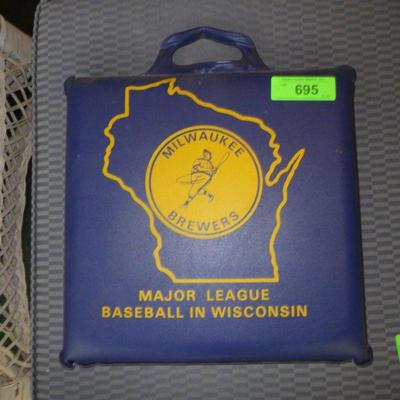 695
MILWAUKEE
BREWERS
MAJOR LEAGUE
BASEBALL IN WISCONSIN